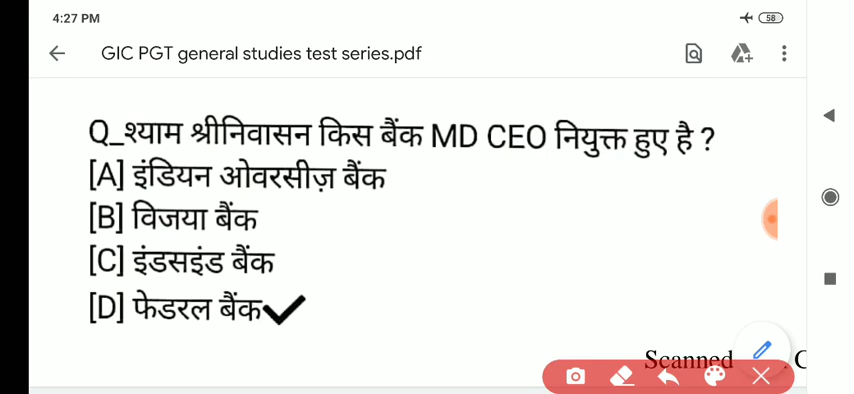 4:27 PM
58
GIC PGT general studies test series.pdf
Q_श्याम श्रीनिवासन किस बैंक MD CEO नियुक्त हुए है ?
[A] इंडियन ओवरसीज़ बैंक
[B] विजया बैंक
[C] इंडसइंड बैंक
[D] फेडरल बैंक
Scanned C